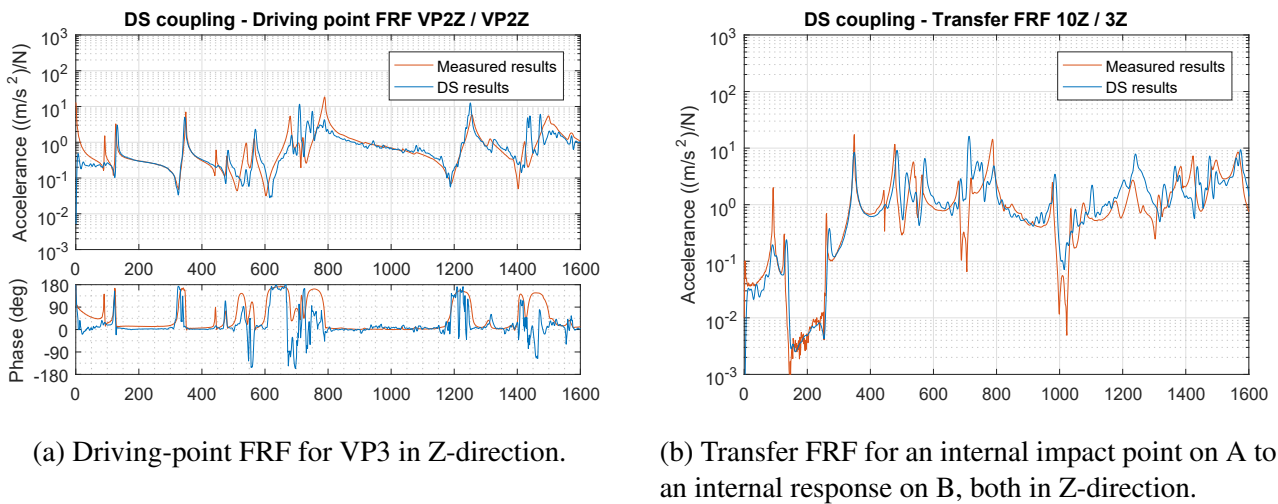 DS coupling - Driving point FRF VP2Z / VP2Z
10^3
10^2
10^1
10^0
10^-1
10^-2
10^-3
Accelerance ((m/s^2)/N)
Measured results
DS results
0 200 400 600 800 1000 1200 1400 1600
180
90
0
-90
-180
Phase (deg)
0 200 400 600 800 1000 1200 1400 1600
(a) Driving-point FRF for VP3 in Z-direction.
DS coupling - Transfer FRF 10Z / 3Z
10^3
10^2
10^1
10^0
10^-1
10^-2
10^-3
Accelerance ((m/s^2)/N)
Measured results
DS results
0 200 400 600 800 1000 1200 1400 1600
(b) Transfer FRF for an internal impact point on A to
an internal response on B, both in Z-direction.